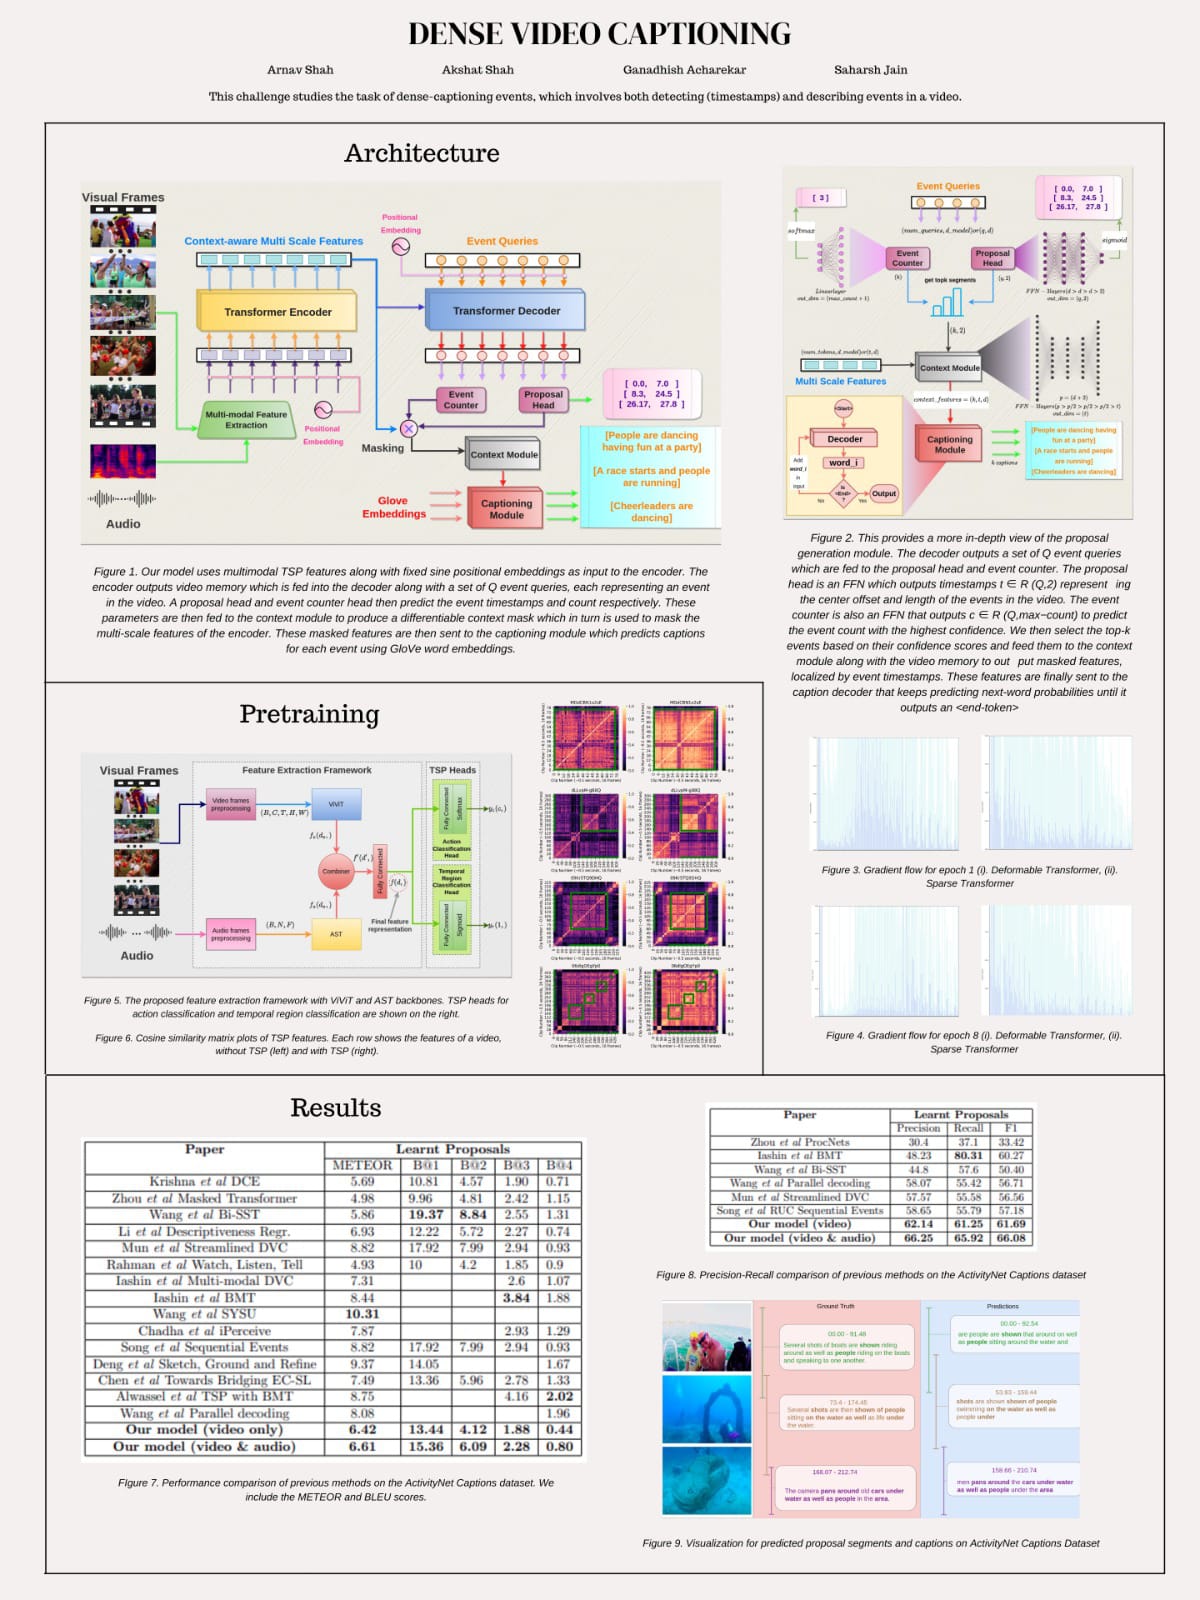 DENSE VIDEO CAPTIONING
Arnav Shah
Akshat Shah
Ganadhish Acharekar
Saharsh Jain
This challenge studies the task of dense-captioning events, which involves both detecting (timestamps) and describing events in a video.
Architecture
Visual Frames
Context-aware Multi Scale Features
Positional
Embedding
Event Queries
Transformer Encoder
Transformer Decoder
Multi-modal Feature
Extraction
Positional
Embedding
Event
Counter
Proposal
Head
[ 0.0, 7.0 ]
[ 8.3, 24.5 ]
[ 26.17, 27.8 ]
Masking
Context Module
Glove
Embeddings
Captioning
Module
[People are dancing
having fun at a party]
[A race starts and people
are running]
[Cheerleaders are
dancing]
Audio
Figure 1. Our model uses multimodal TSP features along with fixed sine positional embeddings as input to the encoder. The
encoder outputs video memory which is fed into the decoder along with a set of Q event queries, each representing an event
in the video. A proposal head and event counter head then predict the event timestamps and count respectively. These
parameters are then fed to the context module to produce a differentiable context mask which in turn is used to mask the
multi-scale features of the encoder. These masked features are then sent to the captioning module which predicts captions
for each event using GloVe word embeddings.
[ 3 ]
Event Queries
[ 0.0, 7.0 ]
[ 8.3, 24.5 ]
[ 26.17, 27.8 ]
(num_queries, d_model)or(q, d)
softmax
sigmoid
Event
Counter
Proposal
Head
(k)
get topk segments
(q,2)
Linearlayer
out_dim = (max_count + 1)
FFN − 3layers(d > d > d > 2)
out_dim = (q,2)
(k, 2)
(num_tokens, d_model)or(t, d)
Multi Scale Features
Context Module
context_features = (k, t, d)
p = (d + 2)
FFN − 4layers(p > p/2 > p/2 > p/2 > t)
out_dim = (t)
<Start>
Decoder
word_i
Add
word_i
in
input
Is
<End>
?
No
Yes
Output
Captioning
Module
k captions
[People are dancing having
fun at a party]
[A race starts and people
are running]
[Cheerleaders are dancing]
Figure 2. This provides a more in-depth view of the proposal
generation module. The decoder outputs a set of Q event queries
which are fed to the proposal head and event counter. The proposal
head is an FFN which outputs timestamps t ∈ R (Q,2) represent ing
the center offset and length of the events in the video. The event
counter is also an FFN that outputs c ∈ R (Q,max−count) to predict
the event count with the highest confidence. We then select the top-k
events based on their confidence scores and feed them to the context
module along with the video memory to out put masked features,
localized by event timestamps. These features are finally sent to the
caption decoder that keeps predicting next-word probabilities until it
outputs an <end-token>
Figure 3. Gradient flow for epoch 1 (i). Deformable Transformer, (ii).
Sparse Transformer
Figure 4. Gradient flow for epoch 8 (i). Deformable Transformer, (ii).
Sparse Transformer
Pretraining
Visual Frames
Feature Extraction Framework
TSP Heads
Video frames
preprocessing
(B, C, T, H, W)
ViViT
Combiner
Fully Connected
Fully Connected
Softmax
Action
Classification
Head
Temporal
Region
Classification
Head
Fully Connected
Sigmoid
Final feature
representation
Audio frames
preprocessing
(B, N, F)
AST
Audio
Figure 5. The proposed feature extraction framework with ViViT and AST backbones. TSP heads for
action classification and temporal region classification are shown on the right.
Figure 6. Cosine similarity matrix plots of TSP features. Each row shows the features of a video,
without TSP (left) and with TSP (right).
Results
Paper Learnt Proposals
METEOR B@1 B@2 B@3 B@4
Krishna et al DCE 5.69 10.81 4.57 1.90 0.71
Zhou et al Masked Transformer 4.98 9.96 4.81 2.42 1.15
Wang et al Bi-SST 5.86 19.37 8.84 2.55 1.31
Li et al Descriptiveness Regr. 6.93 12.22 5.72 2.27 0.74
Mun et al Streamlined DVC 8.82 17.92 7.99 2.94 0.93
Rahman et al Watch, Listen, Tell 4.93 10 4.2 1.85 0.9
Iashin et al Multi-modal DVC 7.31 2.6 1.07
Iashin et al BMT 8.44 3.84 1.88
Wang et al SYSU 10.31
Chadha et al iPerceive 7.87 2.93 1.29
Song et al Sequential Events 8.82 17.92 7.99 2.94 0.93
Deng et al Sketch, Ground and Refine 9.37 14.05 1.67
Chen et al Towards Bridging EC-SL 7.49 13.36 5.96 2.78 1.33
Alwassel et al TSP with BMT 8.75 4.16 2.02
Wang et al Parallel decoding 8.08 1.96
Our model (video only) 6.42 13.44 4.12 1.88 0.44
Our model (video & audio) 6.61 15.36 6.09 2.28 0.80
Figure 7. Performance comparison of previous methods on the ActivityNet Captions dataset. We
include the METEOR and BLEU scores.
Paper Learnt Proposals
Precision Recall F1
Zhou et al ProcNets 30.4 37.1 33.42
Iashin et al BMT 48.23 80.31 60.27
Wang et al Bi-SST 44.8 57.6 50.40
Wang et al Parallel decoding 58.07 55.42 56.71
Mun et al Streamlined DVC 57.57 55.58 56.56
Song et al RUC Sequential Events 58.65 55.79 57.18
Our model (video) 62.14 61.25 61.69
Our model (video & audio) 66.25 65.92 66.08
Figure 8. Precision-Recall comparison of previous methods on the ActivityNet Captions dataset
Ground Truth
00.00 - 91.48
Several shots of boats are shown riding
around as well as people riding on the boats
and speaking to one another.
73.4 - 174.45
Several shots are then shown of people
sitting on the water as well as life under
the water.
168.07 - 212.74
The camera pans around old cars under
water as well as people in the area.
Predictions
00.00 - 92.54
are people are shown that around on well
as people sitting around the water and
53.93 - 159.44
shots are shown shown of people
swimming on the water as well as
people under
158.66 - 210.74
men pans around the cars under water
as well as people under the area
Figure 9. Visualization for predicted proposal segments and captions on ActivityNet Captions Dataset